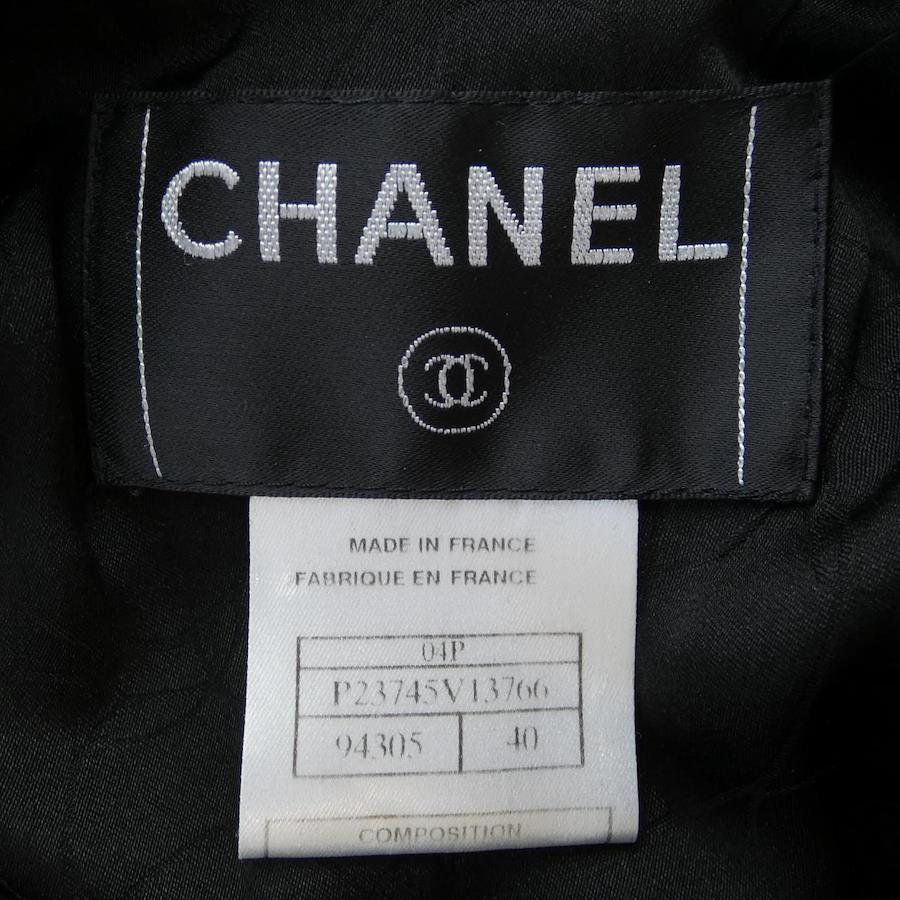 CHANEL
MADE IN FRANCE
FABRIQUE EN FRANCE
04P
P23745V13766
94305 40
COMPOSITION